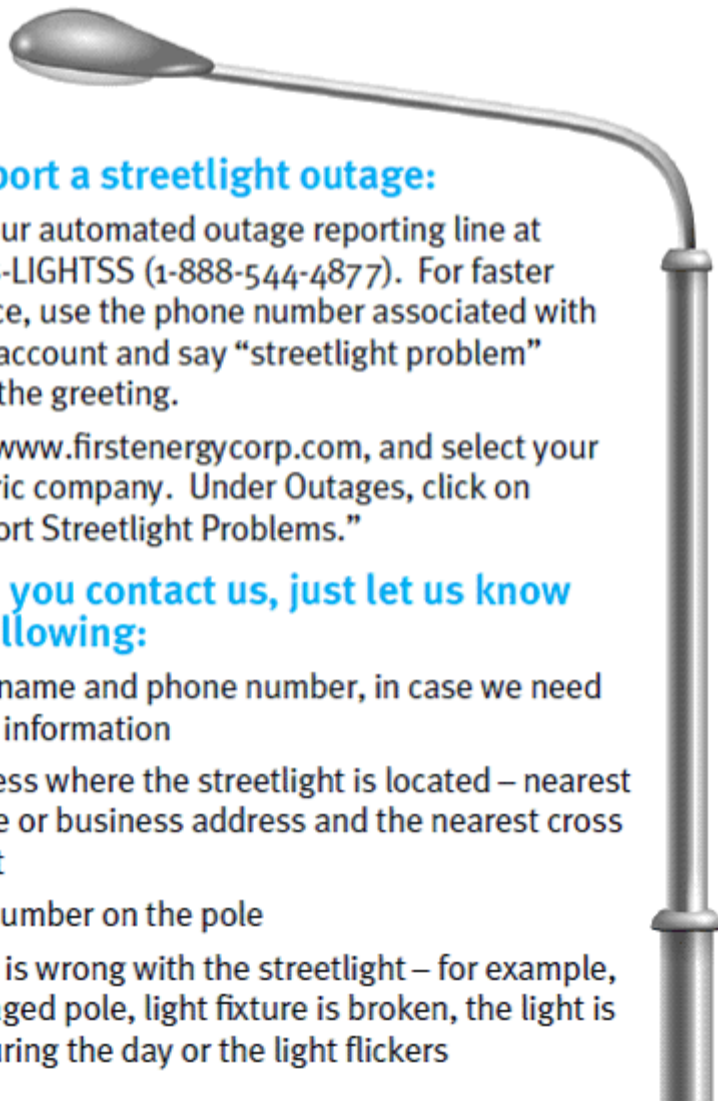 port a streetlight outage:
ur automated outage reporting line at
-LIGHTSS (1-888-544-4877).  For faster
ce, use the phone number associated with
account and say “streetlight problem”
the greeting.
www.firstenergycorp.com, and select your
ric company.  Under Outages, click on
ort Streetlight Problems.”
you contact us, just let us know
llowing:
name and phone number, in case we need
information
ess where the streetlight is located – nearest
e or business address and the nearest cross
t
umber on the pole
is wrong with the streetlight – for example,
ged pole, light fixture is broken, the light is
uring the day or the light flickers